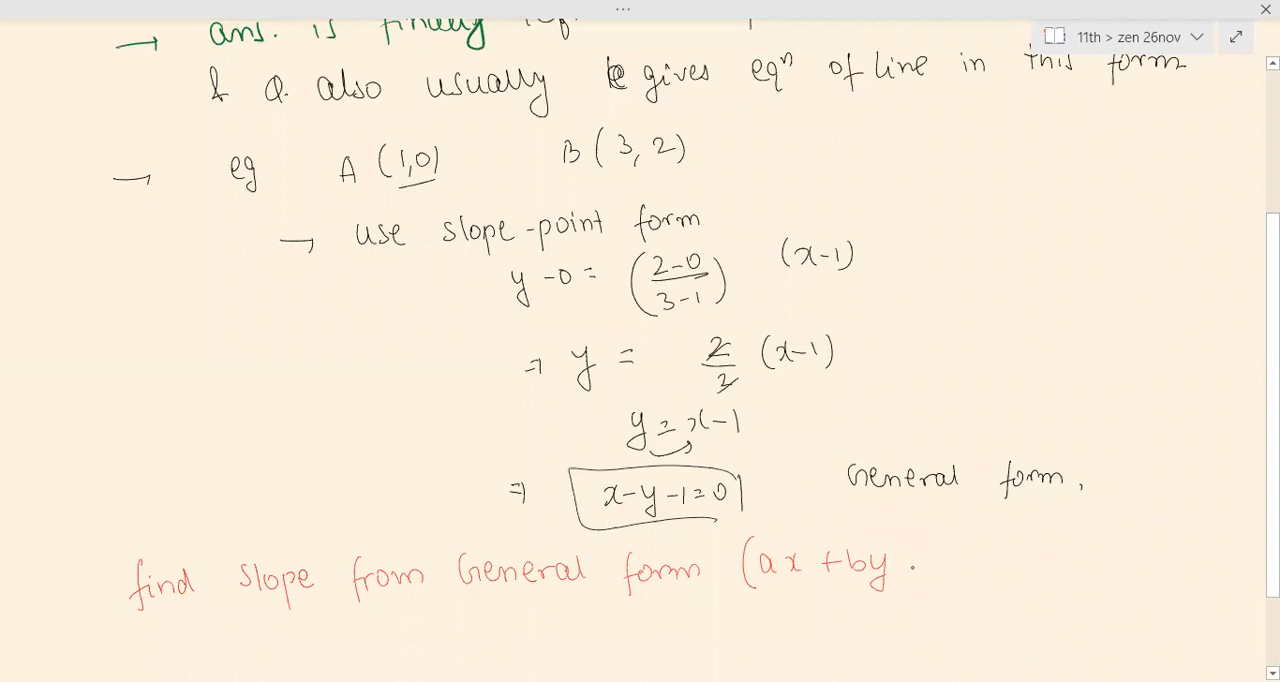 → ans. is
11th > zen 26nov
& Q. also usually gives eqⁿ of line in this form
→ eg A (1,0) B (3, 2)
→ use slope-point form
y - 0 = (2-0/3-1) (x-1)
⇒ y = 2/2 (x-1)
y = x-1
⇒ x-y-1=0 General form,
find slope from General form (ax + by